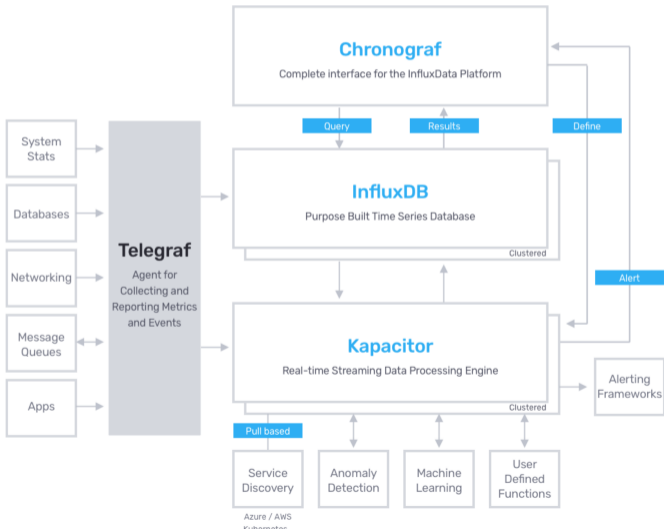 Chronograf
Complete interface for the InfluxData Platform
Query
Results
Define
System
Stats
Databases
Networking
Message
Queues
Apps
Telegraf
Agent for
Collecting and
Reporting Metrics
and Events
InfluxDB
Purpose Built Time Series Database
Clustered
Alert
Kapacitor
Real-time Streaming Data Processing Engine
Clustered
Alerting
Frameworks
Pull based
Service
Discovery
Anomaly
Detection
Machine
Learning
User
Defined
Functions
Azure / AWS